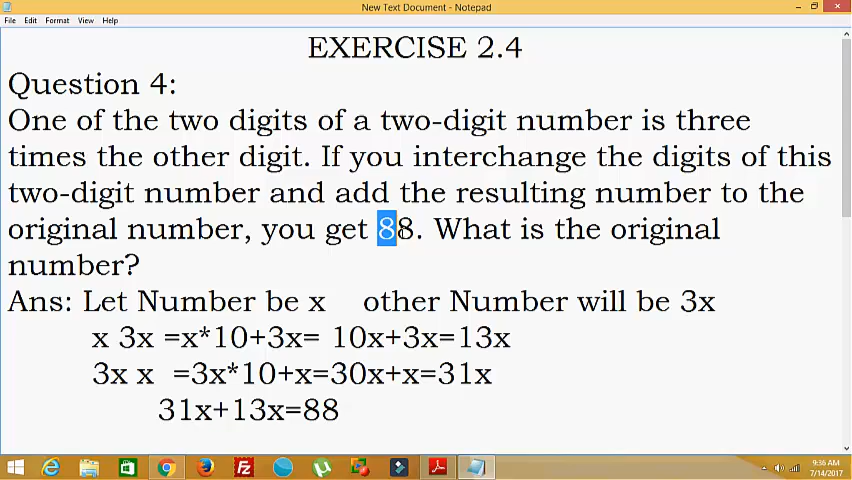 New Text Document - Notepad
File Edit Format View Help
EXERCISE 2.4
Question 4:
One of the two digits of a two-digit number is three
times the other digit. If you interchange the digits of this
two-digit number and add the resulting number to the
original number, you get 88. What is the original
number?
Ans: Let Number be x other Number will be 3x
x 3x =x*10+3x= 10x+3x=13x
3x x =3x*10+x=30x+x=31x
31x+13x=88
9:36 AM
7/14/2017